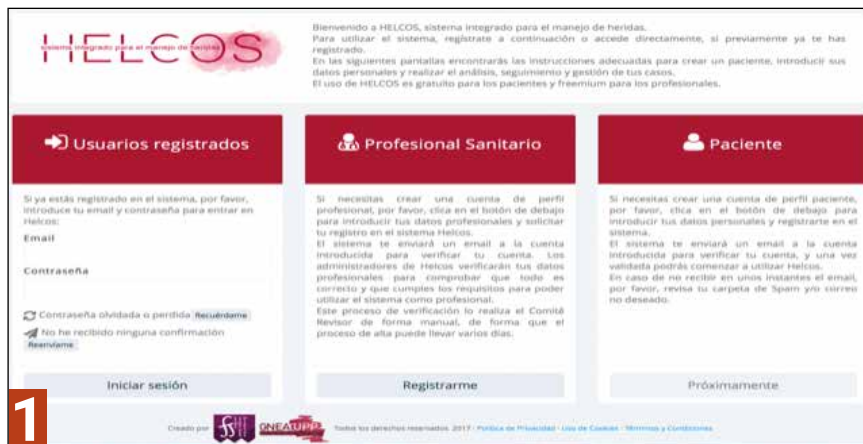 HELCOS
sistema integrado para el manejo de heridas
Bienvenido a HELCOS, sistema integrado para el manejo de heridas.
Para utilizar el sistema, regístrate a continuación o accede directamente, si previamente ya te has
registrado.
En las siguientes pantallas encontrarás las instrucciones adecuadas para crear un paciente, introducir sus
datos personales y realizar el análisis, seguimiento y gestión de tus casos.
El uso de HELCOS es gratuito para los pacientes y freemium para los profesionales.
Usuarios registrados
Si ya estás registrado en el sistema, por favor,
introduce tu email y contraseña para entrar en
Helcos:
Email
Contraseña
Contraseña olvidada o perdida Recuérdame
No he recibido ninguna confirmación
Reenvíame
Iniciar sesión
Profesional Sanitario
Si necesitas crear una cuenta de perfil
profesional, por favor, clica en el botón de debajo
para introducir tus datos profesionales y solicitar
tu registro en el sistema Helcos.
El sistema te enviará un email a la cuenta
introducida para verificar tu cuenta. Los
administradores de Helcos verificarán tus datos
profesionales para comprobar que todo es
correcto y que cumples los requisitos para poder
utilizar el sistema como profesional.
Este proceso de verificación lo realiza el Comité
Revisor de forma manual, de forma que el
proceso de alta puede llevar varios días.
Registrarme
Paciente
Si necesitas crear una cuenta de perfil paciente,
por favor, clica en el botón de debajo para
introducir tus datos personales y registrarte en el
sistema.
El sistema te enviará un email a la cuenta
introducida para verificar tu cuenta, y una vez
validada podrás comenzar a utilizar Helcos.
En caso de no recibir en unos instantes el email,
por favor, revisa tu carpeta de Spam y/o correo
no deseado.
Próximamente
1
Creado por GNEAUPP Todos los derechos reservados. 2017 - Política de Privacidad - Uso de Cookies - Términos y Condiciones